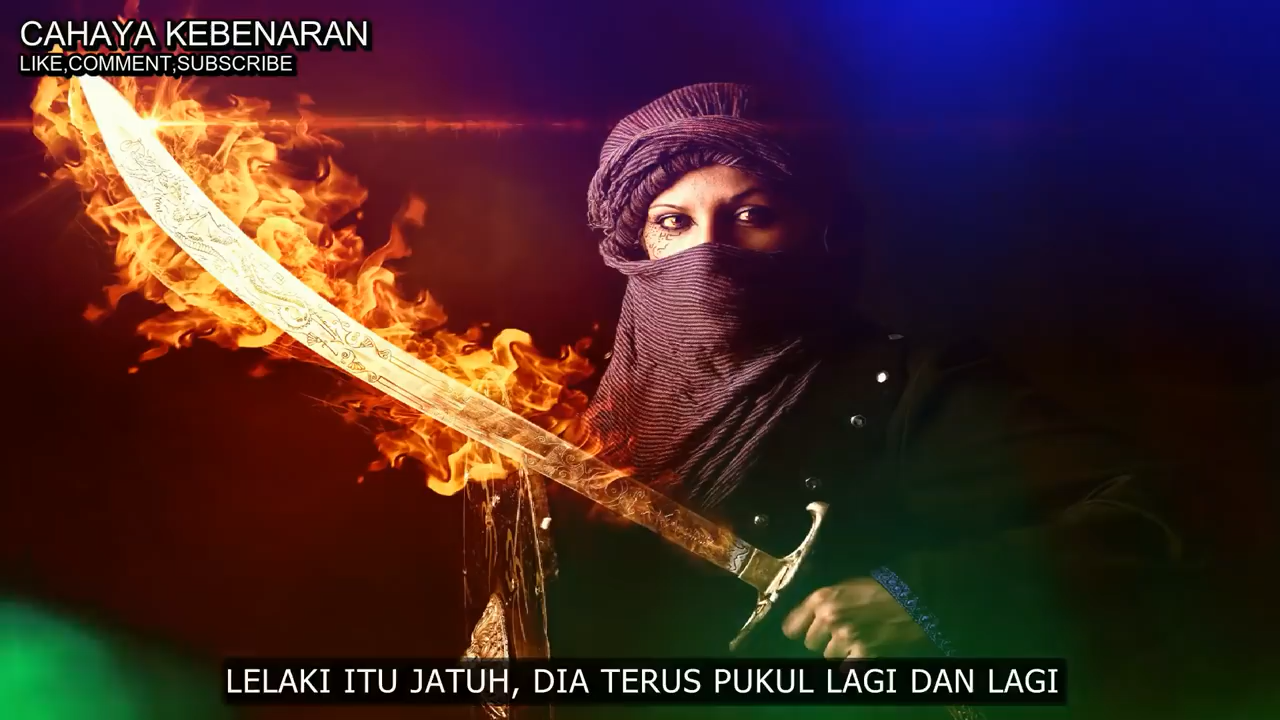 CAHAYA KEBENARAN
LIKE,COMMENT,SUBSCRIBE
LELAKI ITU JATUH, DIA TERUS PUKUL LAGI DAN LAGI